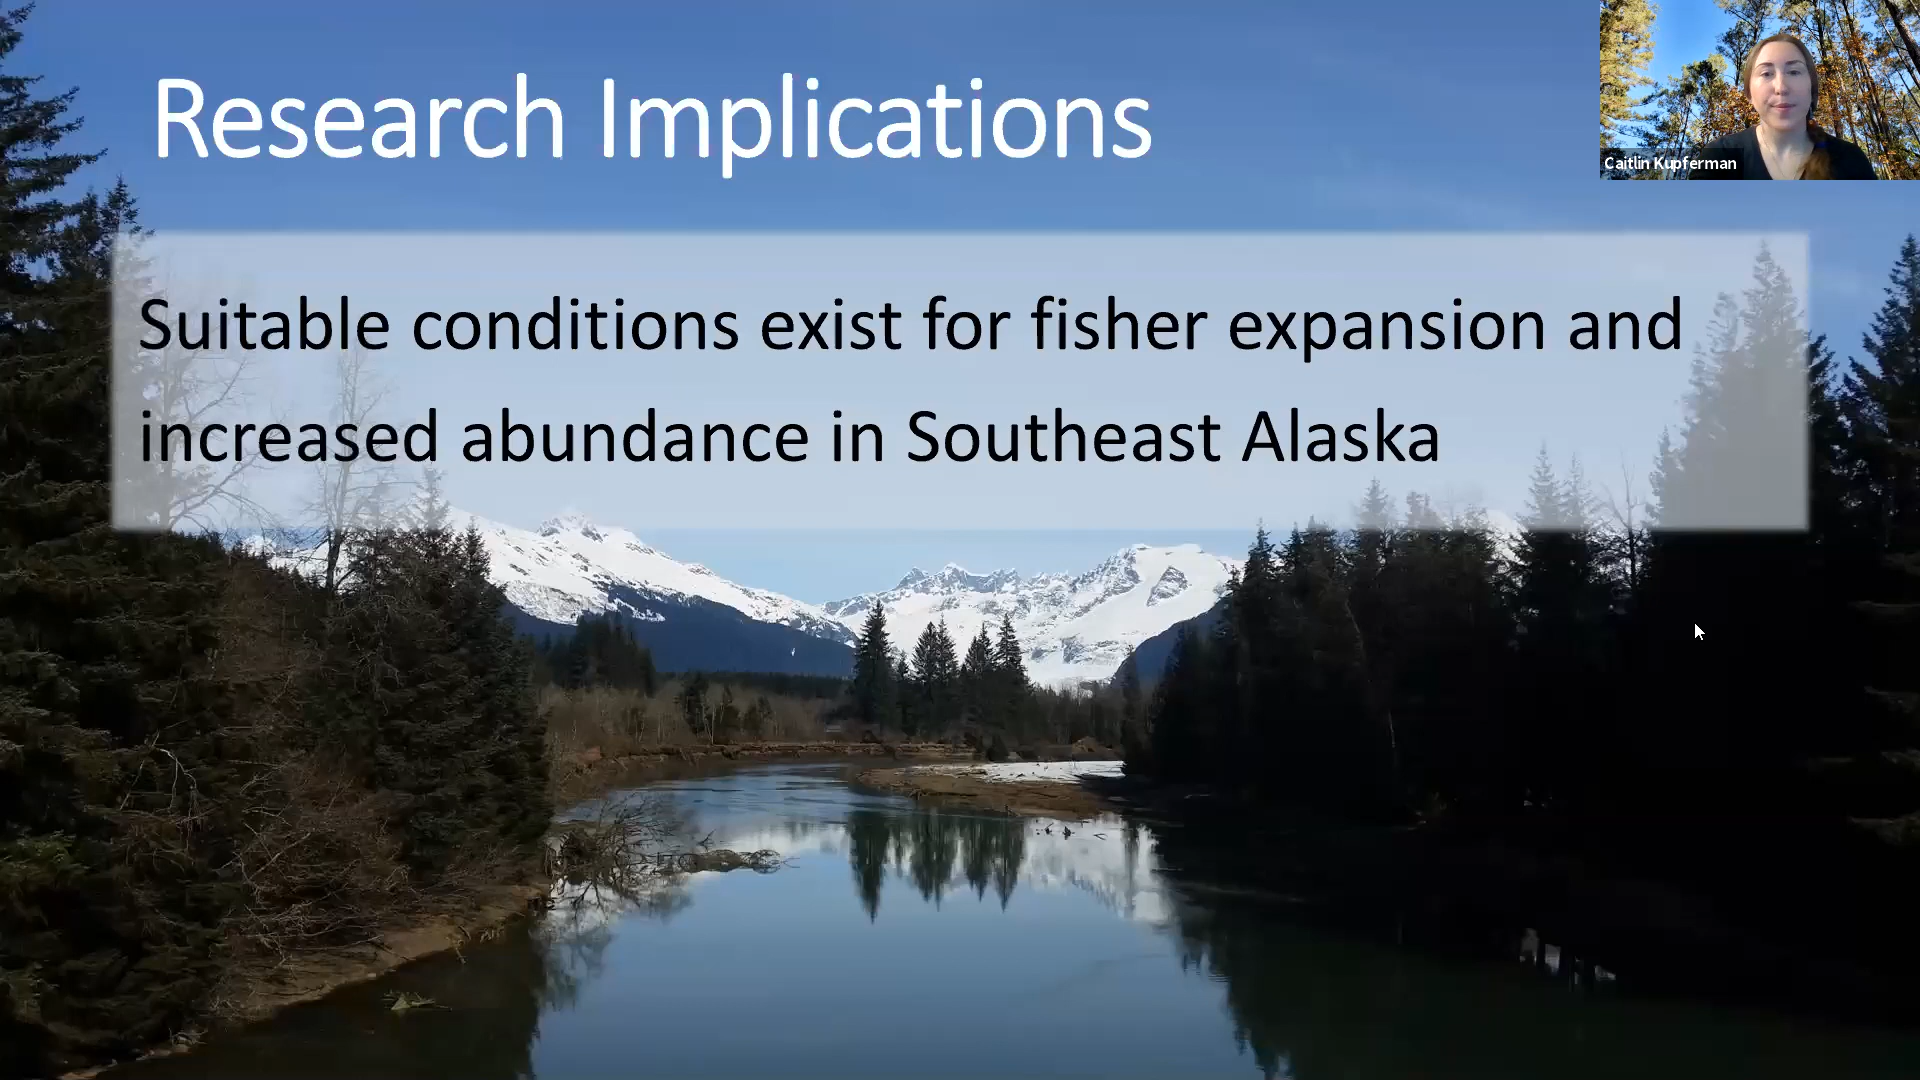 Research Implications
Caitlin Kupferman
Suitable conditions exist for fisher expansion and
increased abundance in Southeast Alaska